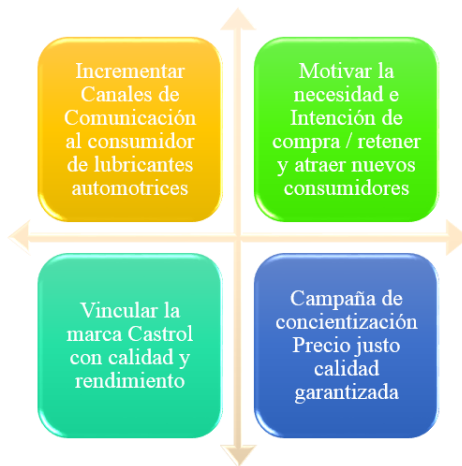 Incrementar
Canales de
Comunicación
al consumidor
de lubricantes
automotrices
Motivar la
necesidad e
Intención de
compra / retener
y atraer nuevos
consumidores
Vincular la
marca Castrol
con calidad y
rendimiento
Campaña de
concientización
Precio justo
calidad
garantizada